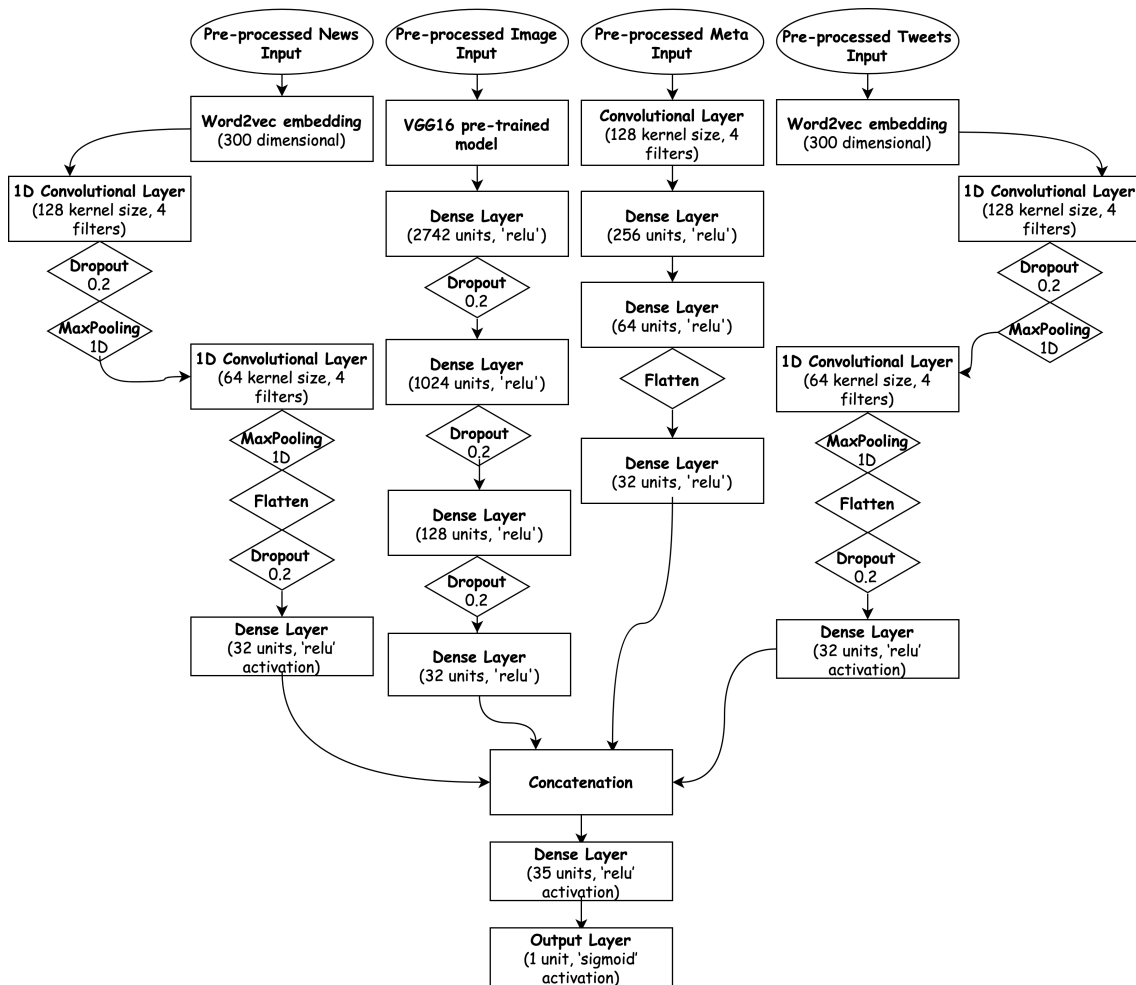 Pre-processed News
Input
Word2vec embedding
(300 dimensional)
1D Convolutional Layer
(128 kernel size, 4
filters)
Dropout
0.2
MaxPooling
1D
1D Convolutional Layer
(64 kernel size, 4
filters)
MaxPooling
1D
Flatten
Dropout
0.2
Dense Layer
(32 units, 'relu'
activation)
Pre-processed Image
Input
VGG16 pre-trained
model
Dense Layer
(2742 units, 'relu')
Dropout
0.2
Dense Layer
(1024 units, 'relu')
Dropout
0.2
Dense Layer
(128 units, 'relu')
Dropout
0.2
Dense Layer
(32 units, 'relu')
Pre-processed Meta
Input
Convolutional Layer
(128 kernel size, 4
filters)
Dense Layer
(256 units, 'relu')
Dense Layer
(64 units, 'relu')
Flatten
Dense Layer
(32 units, 'relu')
Pre-processed Tweets
Input
Word2vec embedding
(300 dimensional)
1D Convolutional Layer
(128 kernel size, 4
filters)
Dropout
0.2
MaxPooling
1D
1D Convolutional Layer
(64 kernel size, 4
filters)
MaxPooling
1D
Flatten
Dropout
0.2
Dense Layer
(32 units, 'relu'
activation)
Concatenation
Dense Layer
(35 units, 'relu'
activation)
Output Layer
(1 unit, 'sigmoid'
activation)